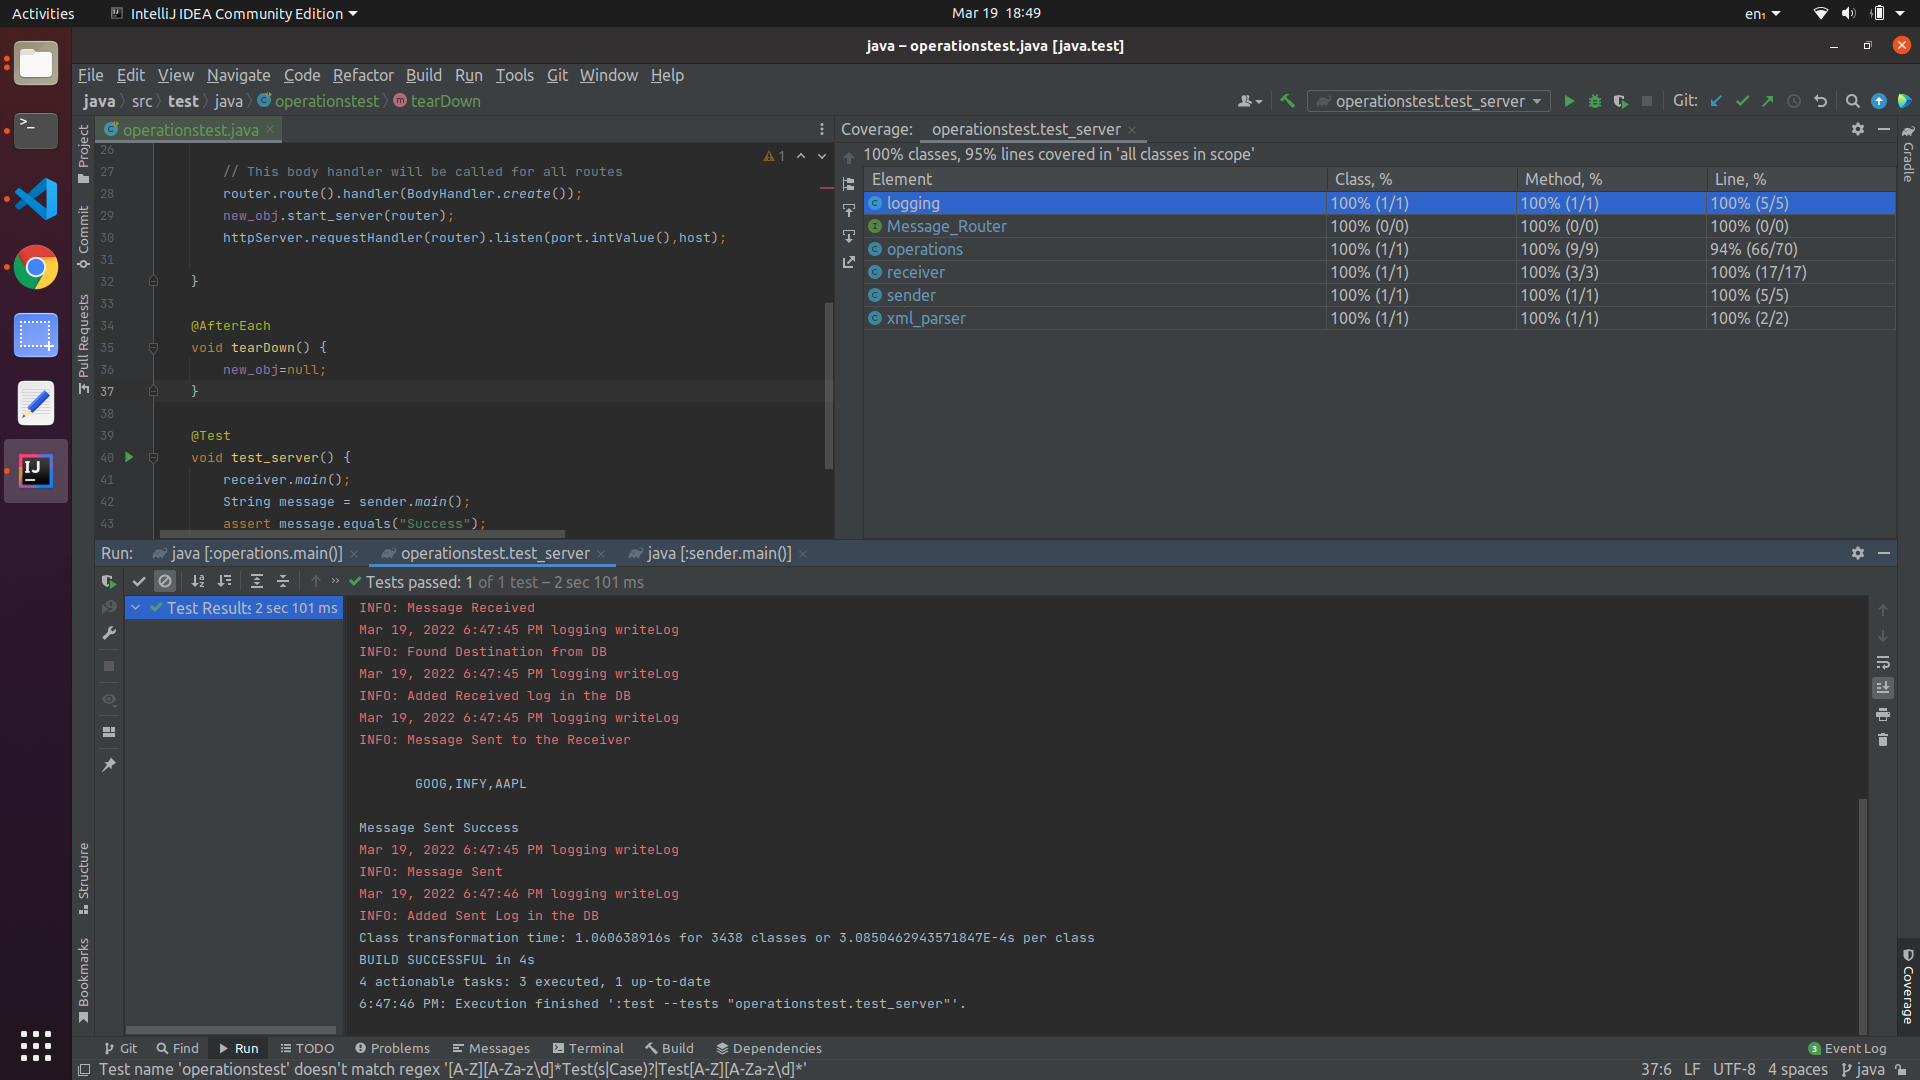 Activities
IntelliJ IDEA Community Edition
Mar 19 18:49
en₁
java – operationstest.java [java.test]
File Edit View Navigate Code Refactor Build Run Tools Git Window Help
java src test java operationstest tearDown
operationstest.test_server
Git:
Project
Commit
Pull Requests
Structure
Bookmarks
operationstest.java
1
26
27 // This body handler will be called for all routes
28 router.route().handler(BodyHandler.create());
29 new_obj.start_server(router);
30 httpServer.requestHandler(router).listen(port.intValue(),host);
31
32 }
33
34 @AfterEach
35 void tearDown() {
36 new_obj=null;
37 }
38
39 @Test
40 void test_server() {
41 receiver.main();
42 String message = sender.main();
43 assert message.equals("Success");
Coverage: operationstest.test_server
100% classes, 95% lines covered in 'all classes in scope'
Element Class, % Method, % Line, %
logging 100% (1/1) 100% (1/1) 100% (5/5)
Message_Router 100% (0/0) 100% (0/0) 100% (0/0)
operations 100% (1/1) 100% (9/9) 94% (66/70)
receiver 100% (1/1) 100% (3/3) 100% (17/17)
sender 100% (1/1) 100% (1/1) 100% (5/5)
xml_parser 100% (1/1) 100% (1/1) 100% (2/2)
Gradle
Coverage
Run: java [:operations.main()] operationstest.test_server java [:sender.main()]
Tests passed: 1 of 1 test – 2 sec 101 ms
Test Results 2 sec 101 ms
INFO: Message Received
Mar 19, 2022 6:47:45 PM logging writeLog
INFO: Found Destination from DB
Mar 19, 2022 6:47:45 PM logging writeLog
INFO: Added Received log in the DB
Mar 19, 2022 6:47:45 PM logging writeLog
INFO: Message Sent to the Receiver
GOOG,INFY,AAPL
Message Sent Success
Mar 19, 2022 6:47:45 PM logging writeLog
INFO: Message Sent
Mar 19, 2022 6:47:46 PM logging writeLog
INFO: Added Sent Log in the DB
Class transformation time: 1.060638916s for 3438 classes or 3.0850462943571847E-4s per class
BUILD SUCCESSFUL in 4s
4 actionable tasks: 3 executed, 1 up-to-date
6:47:46 PM: Execution finished ':test --tests "operationstest.test_server"'.
Git Find Run TODO Problems Messages Terminal Build Dependencies
3 Event Log
Test name 'operationstest' doesn't match regex '[A-Z][A-Za-z\d]*Test(s|Case)?|Test[A-Z][A-Za-z\d]*'
37:6 LF UTF-8 4 spaces java